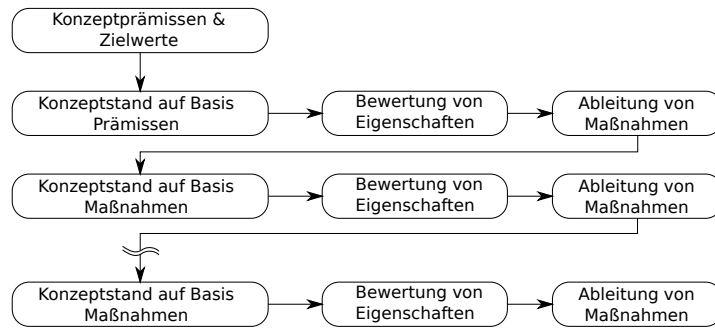 Konzeptprämissen &
Zielwerte
Konzeptstand auf Basis
Prämissen
Bewertung von
Eigenschaften
Ableitung von
Maßnahmen
Konzeptstand auf Basis
Maßnahmen
Bewertung von
Eigenschaften
Ableitung von
Maßnahmen
Konzeptstand auf Basis
Maßnahmen
Bewertung von
Eigenschaften
Ableitung von
Maßnahmen